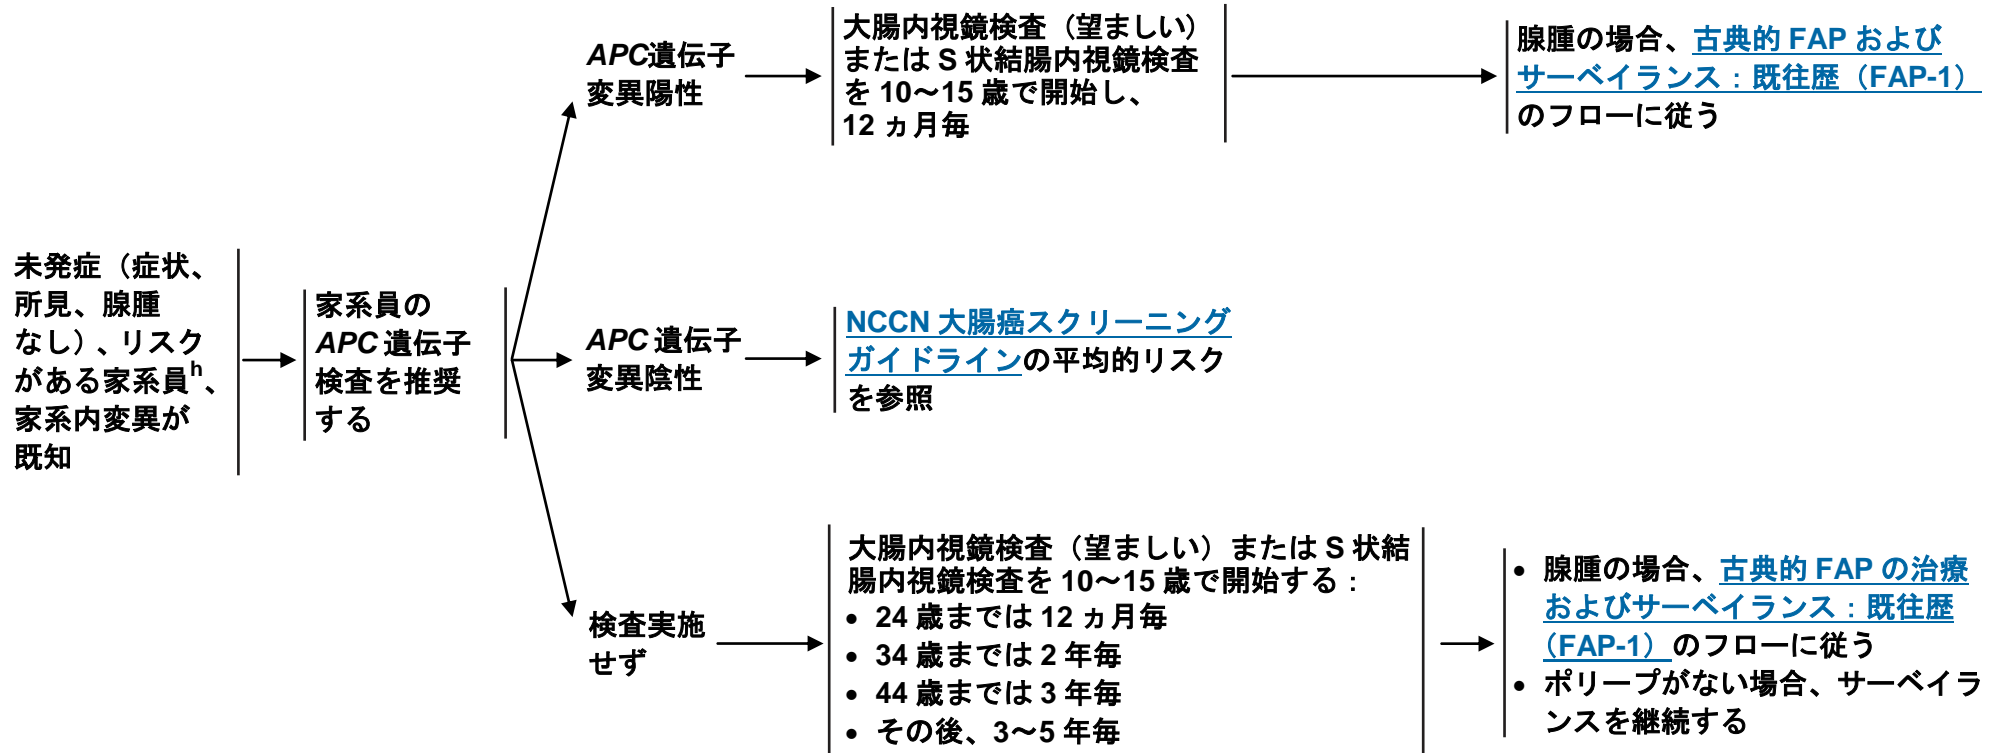 未発症（症状、
所見、腺腫
なし）、リスク
がある家系員h、
家系内変異が
既知
家系員の
APC 遺伝子
検査を推奨
する
APC遺伝子
変異陽性
大腸内視鏡検査（望ましい）
または S 状結腸内視鏡検査
を 10～15 歳で開始し、
12 ヵ月毎
腺腫の場合、古典的 FAP および
サーベイランス：既往歴（FAP-1）
のフローに従う
APC 遺伝子
変異陰性
NCCN 大腸癌スクリーニング
ガイドラインの平均的リスク
を参照
検査実施
せず
大腸内視鏡検査（望ましい）または S 状結
腸内視鏡検査を 10～15 歳で開始する：
• 24 歳までは 12 ヵ月毎
• 34 歳までは 2 年毎
• 44 歳までは 3 年毎
• その後、3～5 年毎
• 腺腫の場合、古典的 FAP の治療
およびサーベイランス：既往歴
（FAP-1）のフローに従う
• ポリープがない場合、サーベイラ
ンスを継続する